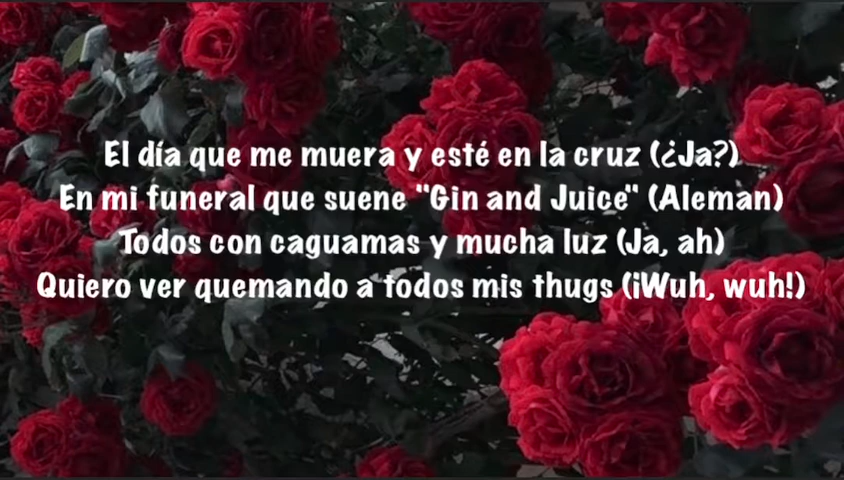 El día que me muera y esté en la cruz (¿Ja?)
En mi funeral que suene "Gin and Juice" (Aleman)
Todos con caguamas y mucha luz (Ja, ah)
Quiero ver quemando a todos mis thugs (¡Wuh, wuh!)